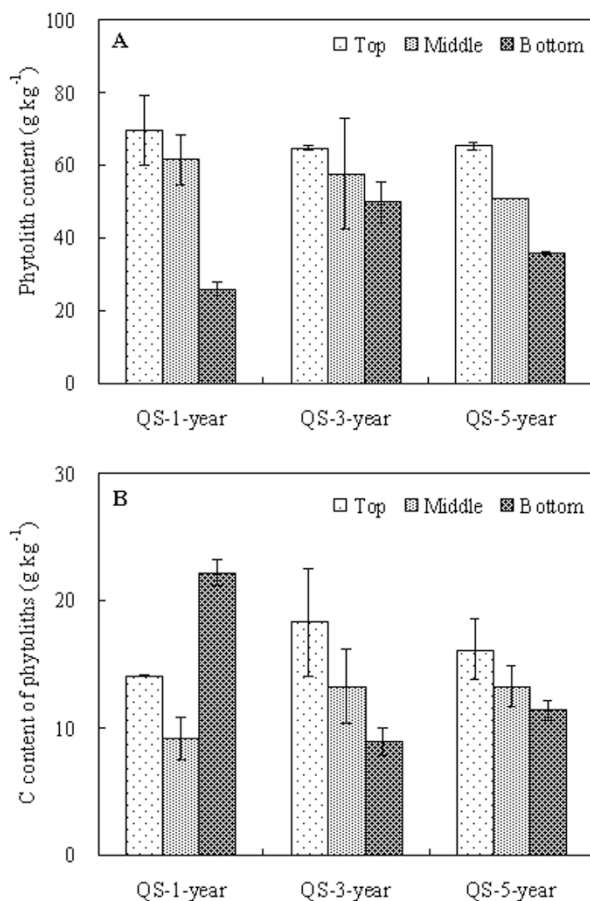 100
A
Top Middle Bottom
80
60
40
20
0
Phytolith content (g kg⁻¹)
QS-1-year QS-3-year QS-5-year
30
B
Top Middle Bottom
20
10
0
C content of phytoliths (g kg⁻¹)
QS-1-year QS-3-year QS-5-year